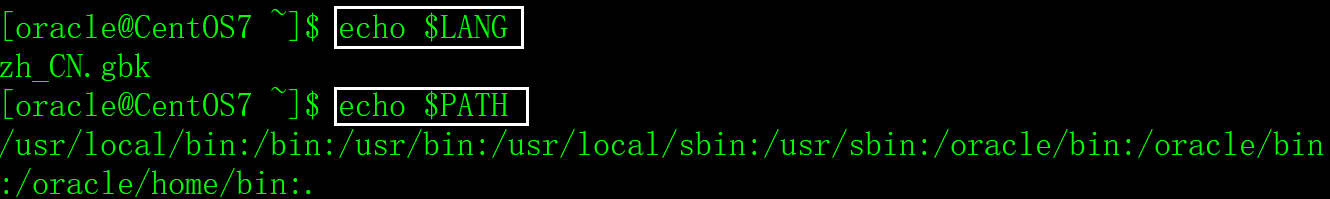 [oracle@CentOS7 ~]$ echo $LANG
zh_CN.gbk
[oracle@CentOS7 ~]$ echo $PATH
/usr/local/bin:/bin:/usr/bin:/usr/local/sbin:/usr/sbin:/oracle/bin:/oracle/bin
:/oracle/home/bin:.